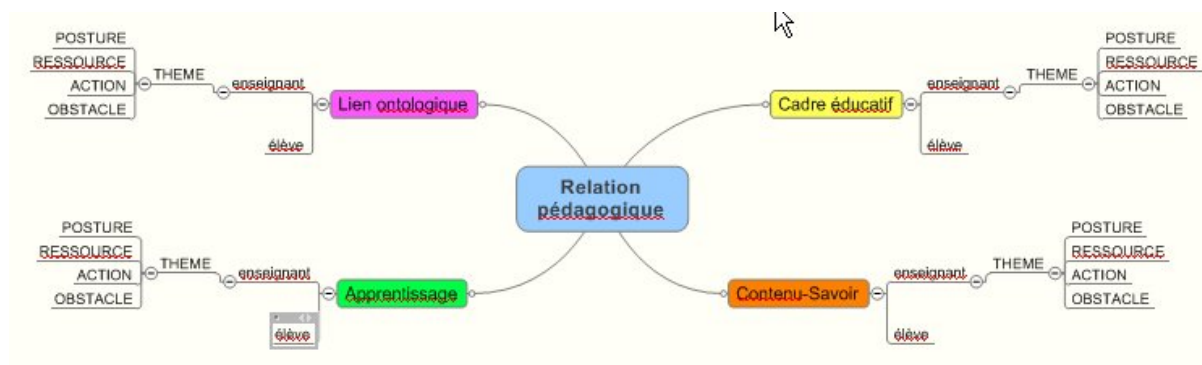 POSTURE
RESSOURCE
ACTION
OBSTACLE
THEME
enseignant
élève
Lien ontologique
Cadre éducatif
enseignant
élève
THEME
POSTURE
RESSOURCE
ACTION
OBSTACLE
Relation
pédagogique
POSTURE
RESSOURCE
ACTION
OBSTACLE
THEME
enseignant
élève
Apprentissage
Contenu-Savoir
enseignant
élève
THEME
POSTURE
RESSOURCE
ACTION
OBSTACLE